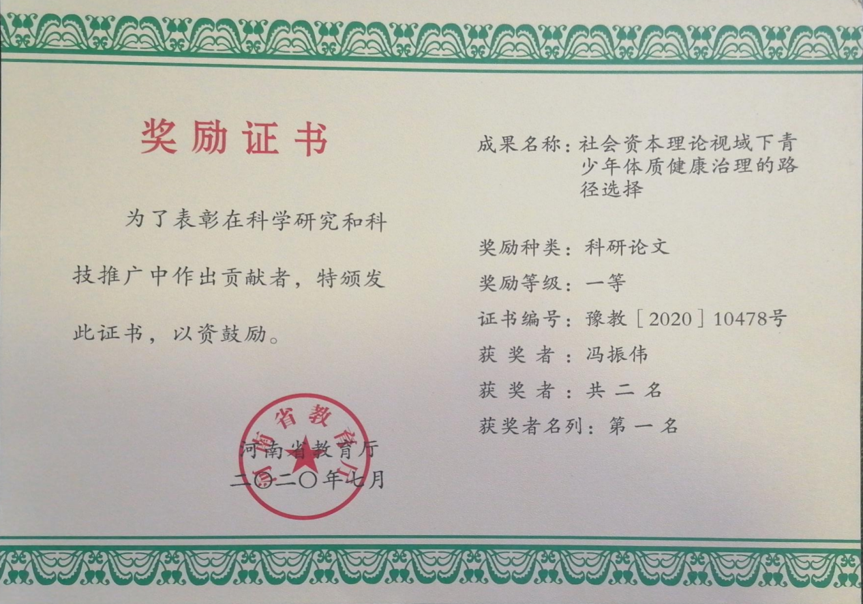 奖励证书
为了表彰在科学研究和科
技推广中作出贡献者，特颁发
此证书，以资鼓励。
河南省教育厅
河南省教育厅
二〇二〇年七月
成果名称：社会资本理论视域下青
少年体质健康治理的路
径选择
奖励种类：科研论文
奖励等级：一等
证书编号：豫教［2020］10478号
获奖者：冯振伟
获奖者：共二名
获奖者名列：第一名